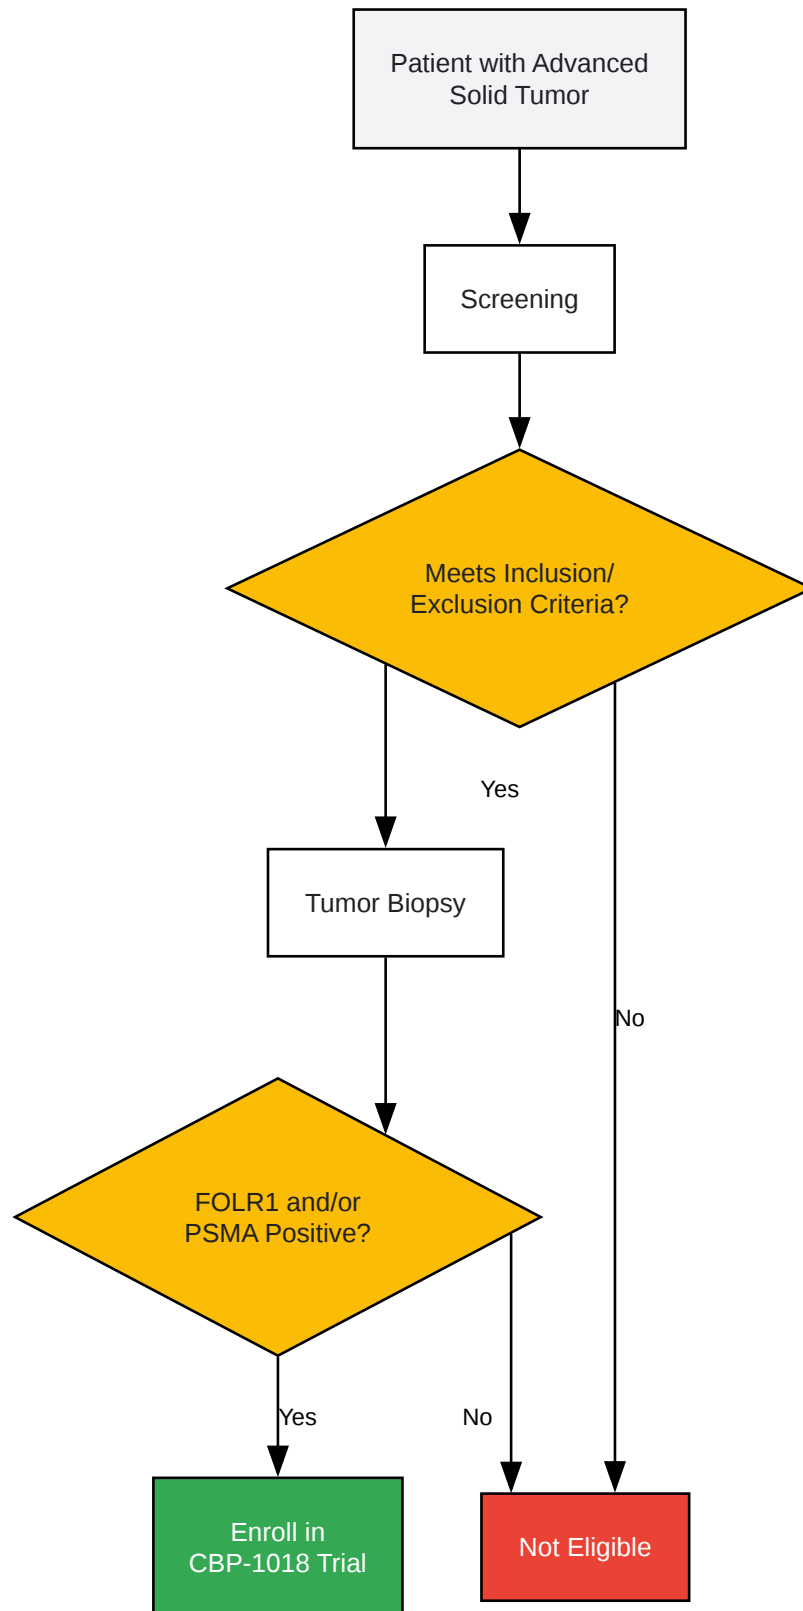 Patient with Advanced
Solid Tumor
Screening
Meets Inclusion/
Exclusion Criteria?
Yes
Tumor Biopsy
No
FOLR1 and/or
PSMA Positive?
Yes
No
Enroll in
CBP-1018 Trial
Not Eligible